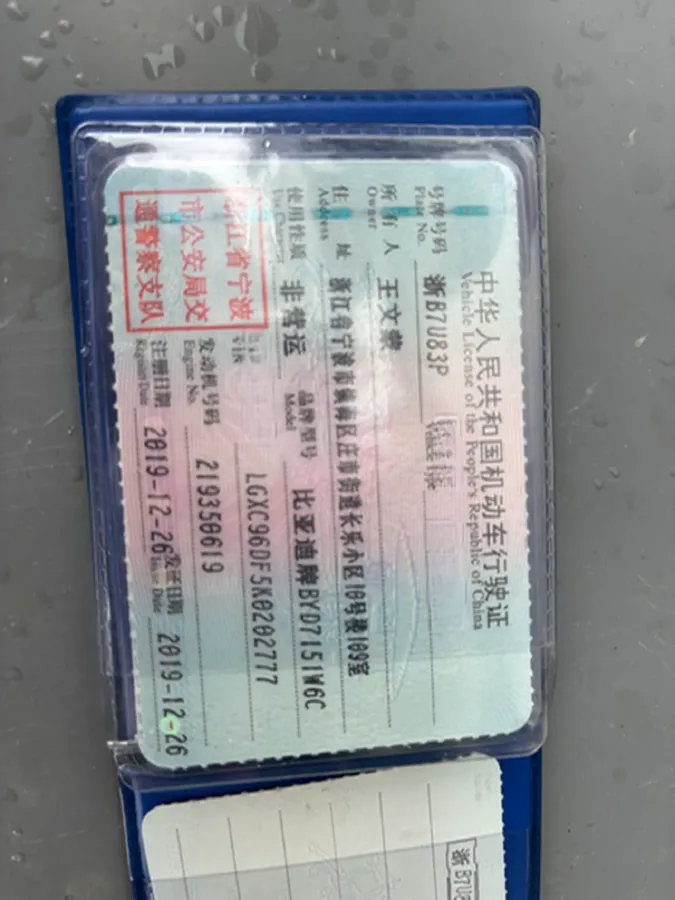 中华人民共和国机动车行驶证
Vehicle License of the People's Republic of China
号牌号码 浙B7U83P
Plate No.
所有人 王文
Owner
住址 浙江省宁波市镇海区庄市街道长乐小区10号楼109室
Address
使用性质 非营运 品牌型号 比亚迪牌BYD7151W6C
Use Character Model
浙江省宁波
市公安局交
通警察支队
LGXC96DF5K0202777
发动机号码 219350619
Engine No.
注册日期 2019-12-26 发证日期 2019-12-26
Register Date Issue Date
浙B7U8